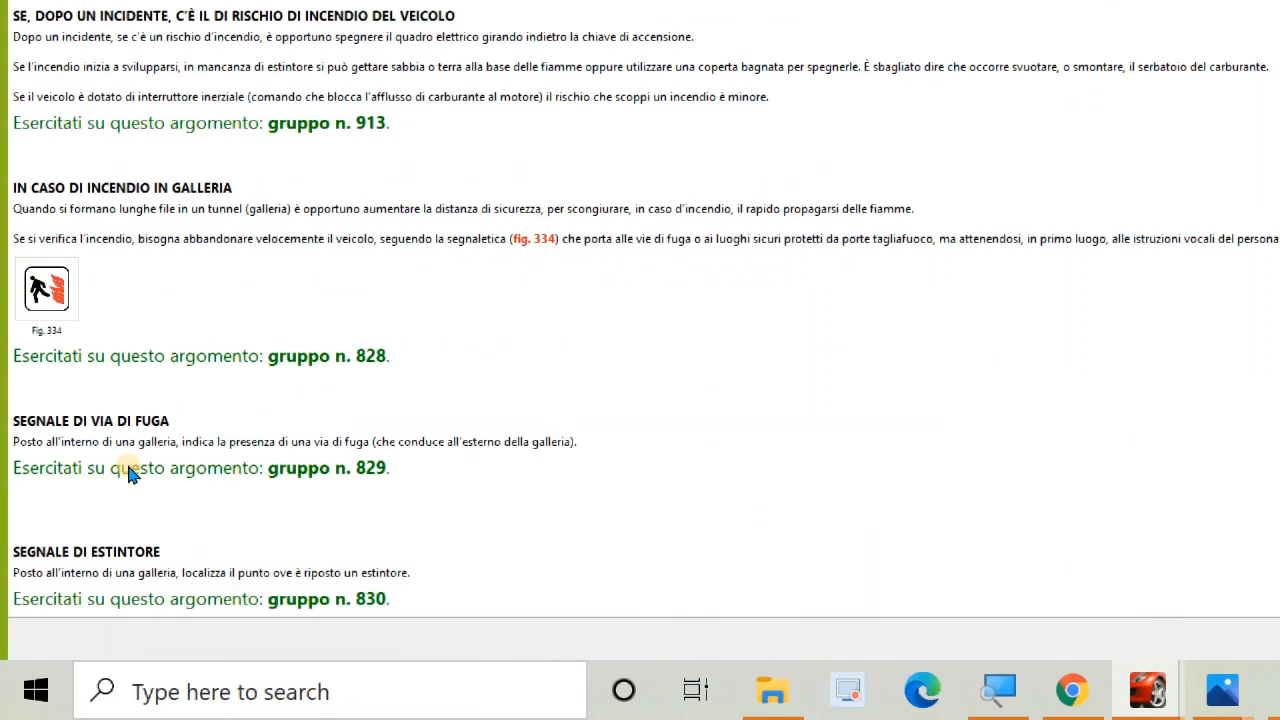 SE, DOPO UN INCIDENTE, C'È IL DI RISCHIO DI INCENDIO DEL VEICOLO
Dopo un incidente, se c'è un rischio d'incendio, è opportuno spegnere il quadro elettrico girando indietro la chiave di accensione.
Se l'incendio inizia a svilupparsi, in mancanza di estintore si può gettare sabbia o terra alla base delle fiamme oppure utilizzare una coperta bagnata per spegnerle. È sbagliato dire che occorre svuotare, o smontare, il serbatoio del carburante.
Se il veicolo è dotato di interruttore inerziale (comando che blocca l'afflusso di carburante al motore) il rischio che scoppi un incendio è minore.
Esercitati su questo argomento: gruppo n. 913.
IN CASO DI INCENDIO IN GALLERIA
Quando si formano lunghe file in un tunnel (galleria) è opportuno aumentare la distanza di sicurezza, per scongiurare, in caso d'incendio, il rapido propagarsi delle fiamme.
Se si verifica l'incendio, bisogna abbandonare velocemente il veicolo, seguendo la segnaletica (fig. 334) che porta alle vie di fuga o ai luoghi sicuri protetti da porte tagliafuoco, ma attenendosi, in primo luogo, alle istruzioni vocali del persona
Fig. 334
Esercitati su questo argomento: gruppo n. 828.
SEGNALE DI VIA DI FUGA
Posto all'interno di una galleria, indica la presenza di una via di fuga (che conduce all'esterno della galleria).
Esercitati su questo argomento: gruppo n. 829.
SEGNALE DI ESTINTORE
Posto all'interno di una galleria, localizza il punto ove è riposto un estintore.
Esercitati su questo argomento: gruppo n. 830.
Type here to search